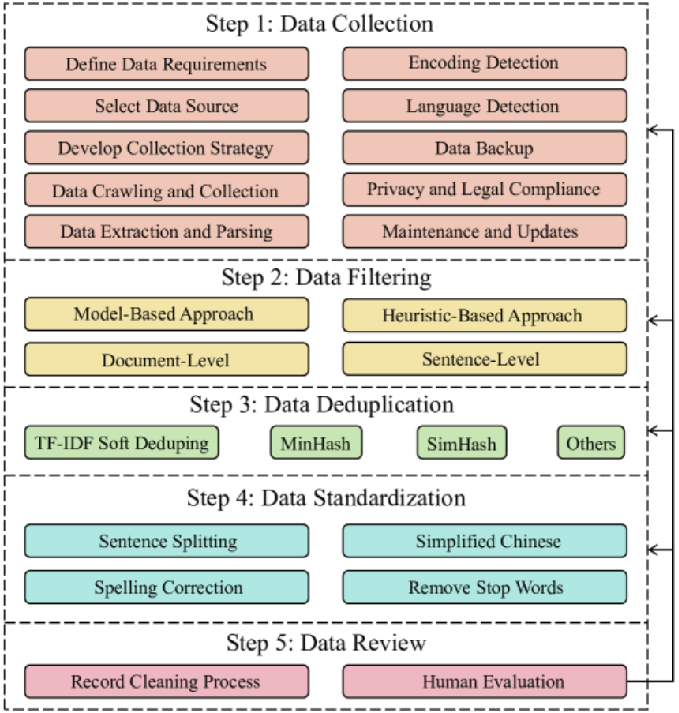 Step 1: Data Collection
Define Data Requirements
Encoding Detection
Select Data Source
Language Detection
Develop Collection Strategy
Data Backup
Data Crawling and Collection
Privacy and Legal Compliance
Data Extraction and Parsing
Maintenance and Updates
Step 2: Data Filtering
Model-Based Approach
Heuristic-Based Approach
Document-Level
Sentence-Level
Step 3: Data Deduplication
TF-IDF Soft Deduping
MinHash
SimHash
Others
Step 4: Data Standardization
Sentence Splitting
Simplified Chinese
Spelling Correction
Remove Stop Words
Step 5: Data Review
Record Cleaning Process
Human Evaluation